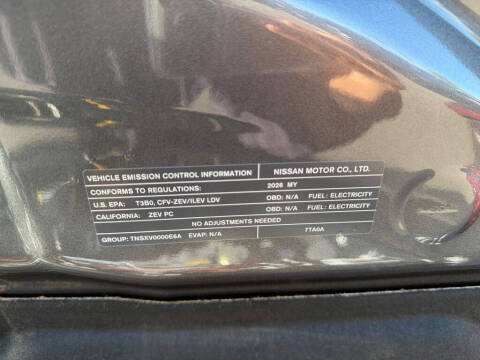 VEHICLE EMISSION CONTROL INFORMATION NISSAN MOTOR CO., LTD.
CONFORMS TO REGULATIONS: 2026 MY
U.S. EPA: T3B0, CFV-ZEV/ILEV LDV OBD: N/A FUEL: ELECTRICITY
CALIFORNIA: ZEV PC OBD: N/A FUEL: ELECTRICITY
NO ADJUSTMENTS NEEDED
GROUP: TNSXV0000E6A EVAP: N/A 7TA0A